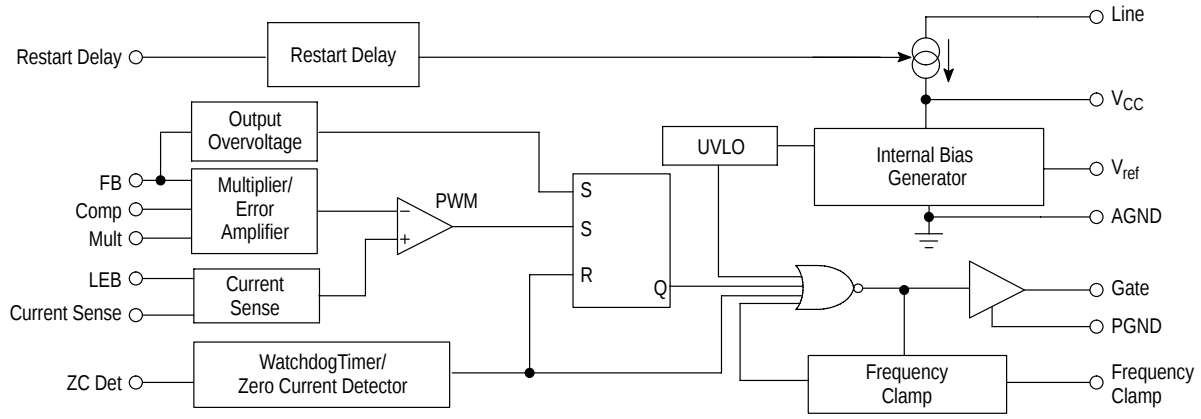 Line
Restart Delay
Restart Delay
VCC
Output
Overvoltage
UVLO
Internal Bias
Generator
Vref
FB
Multiplier/
Error
Amplifier
PWM
Comp
Mult
−
+
S
S
R
Q
AGND
LEB
Current Sense
Current
Sense
Gate
PGND
ZC Det
WatchdogTimer/
Zero Current Detector
Frequency
Clamp
Frequency
Clamp